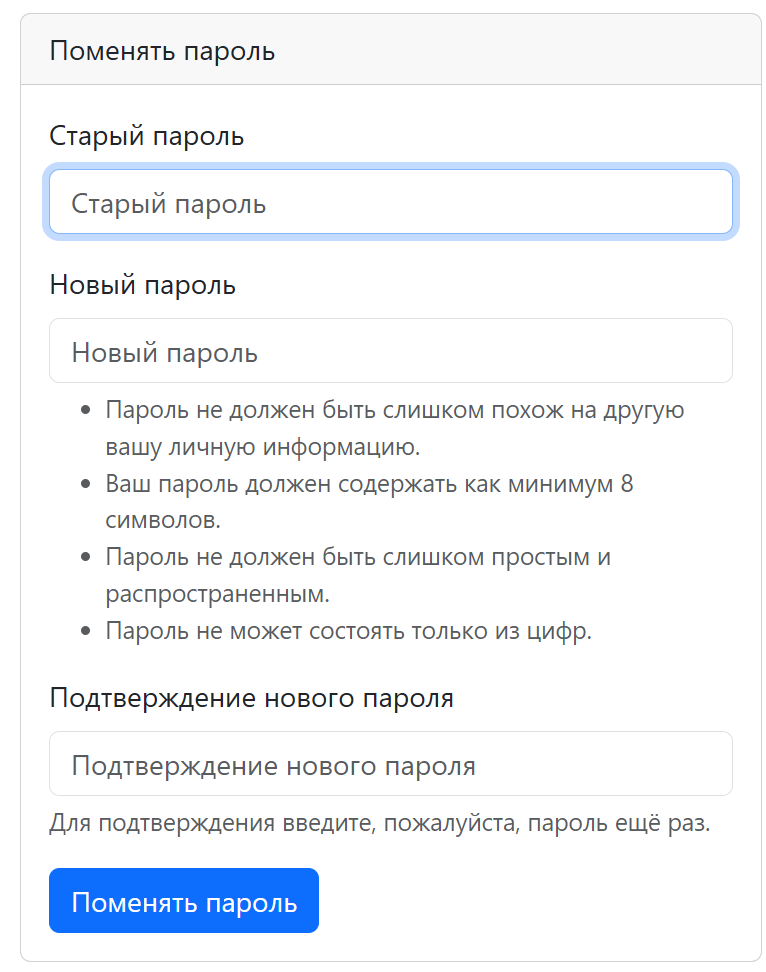 Поменять пароль
Старый пароль
Старый пароль
Новый пароль
Новый пароль
Пароль не должен быть слишком похож на другую
вашу личную информацию.
Ваш пароль должен содержать как минимум 8
символов.
Пароль не должен быть слишком простым и
распространенным.
Пароль не может состоять только из цифр.
Подтверждение нового пароля
Подтверждение нового пароля
Для подтверждения введите, пожалуйста, пароль ещё раз.
Поменять пароль